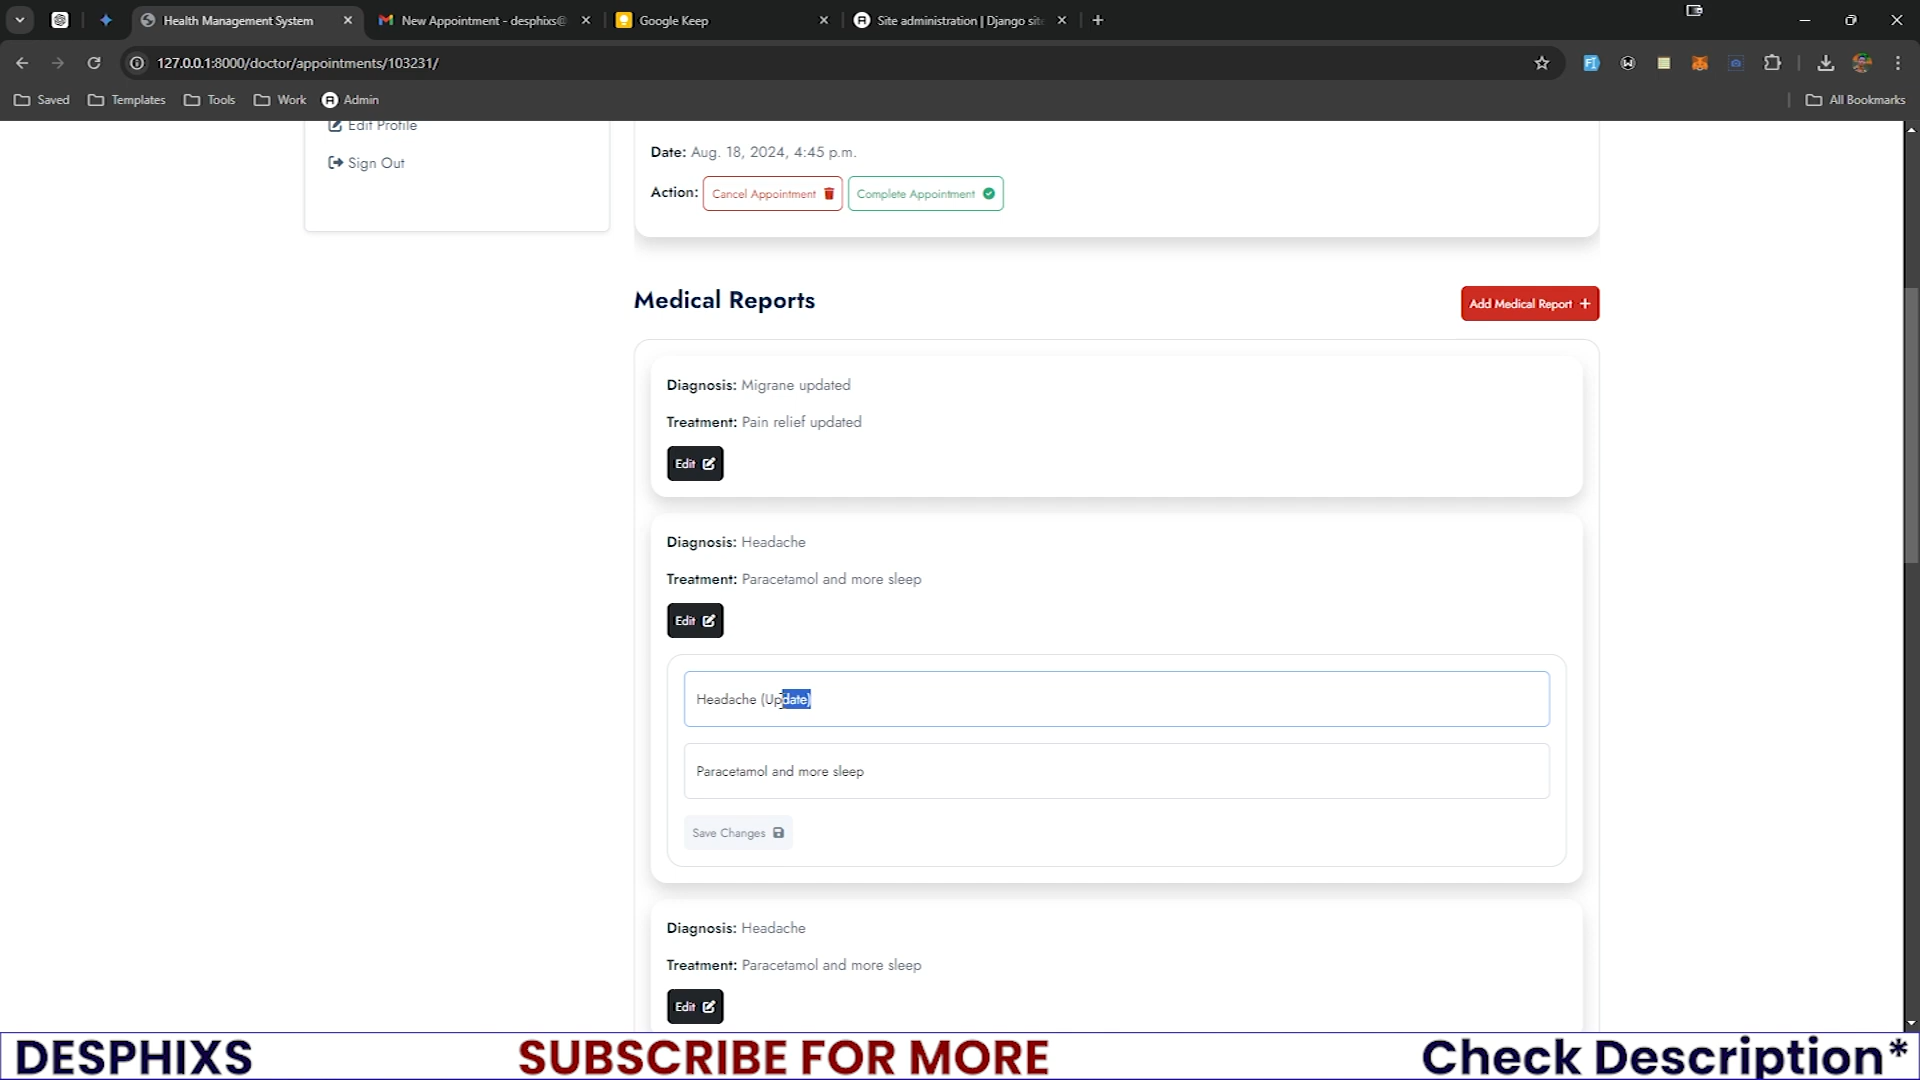 Health Management System
New Appointment - desphixs@
Google Keep
Site administration | Django site
127.0.0.1:8000/doctor/appointments/103231/
Saved
Templates
Tools
Work
Admin
All Bookmarks
Edit Profile
Sign Out
Date: Aug. 18, 2024, 4:45 p.m.
Action: Cancel Appointment Complete Appointment
Medical Reports
Add Medical Report +
Diagnosis: Migrane updated
Treatment: Pain relief updated
Edit
Diagnosis: Headache
Treatment: Paracetamol and more sleep
Edit
Headache (Update)
Paracetamol and more sleep
Save Changes
Diagnosis: Headache
Treatment: Paracetamol and more sleep
Edit
DESPHIXS
SUBSCRIBE FOR MORE
Check Description*